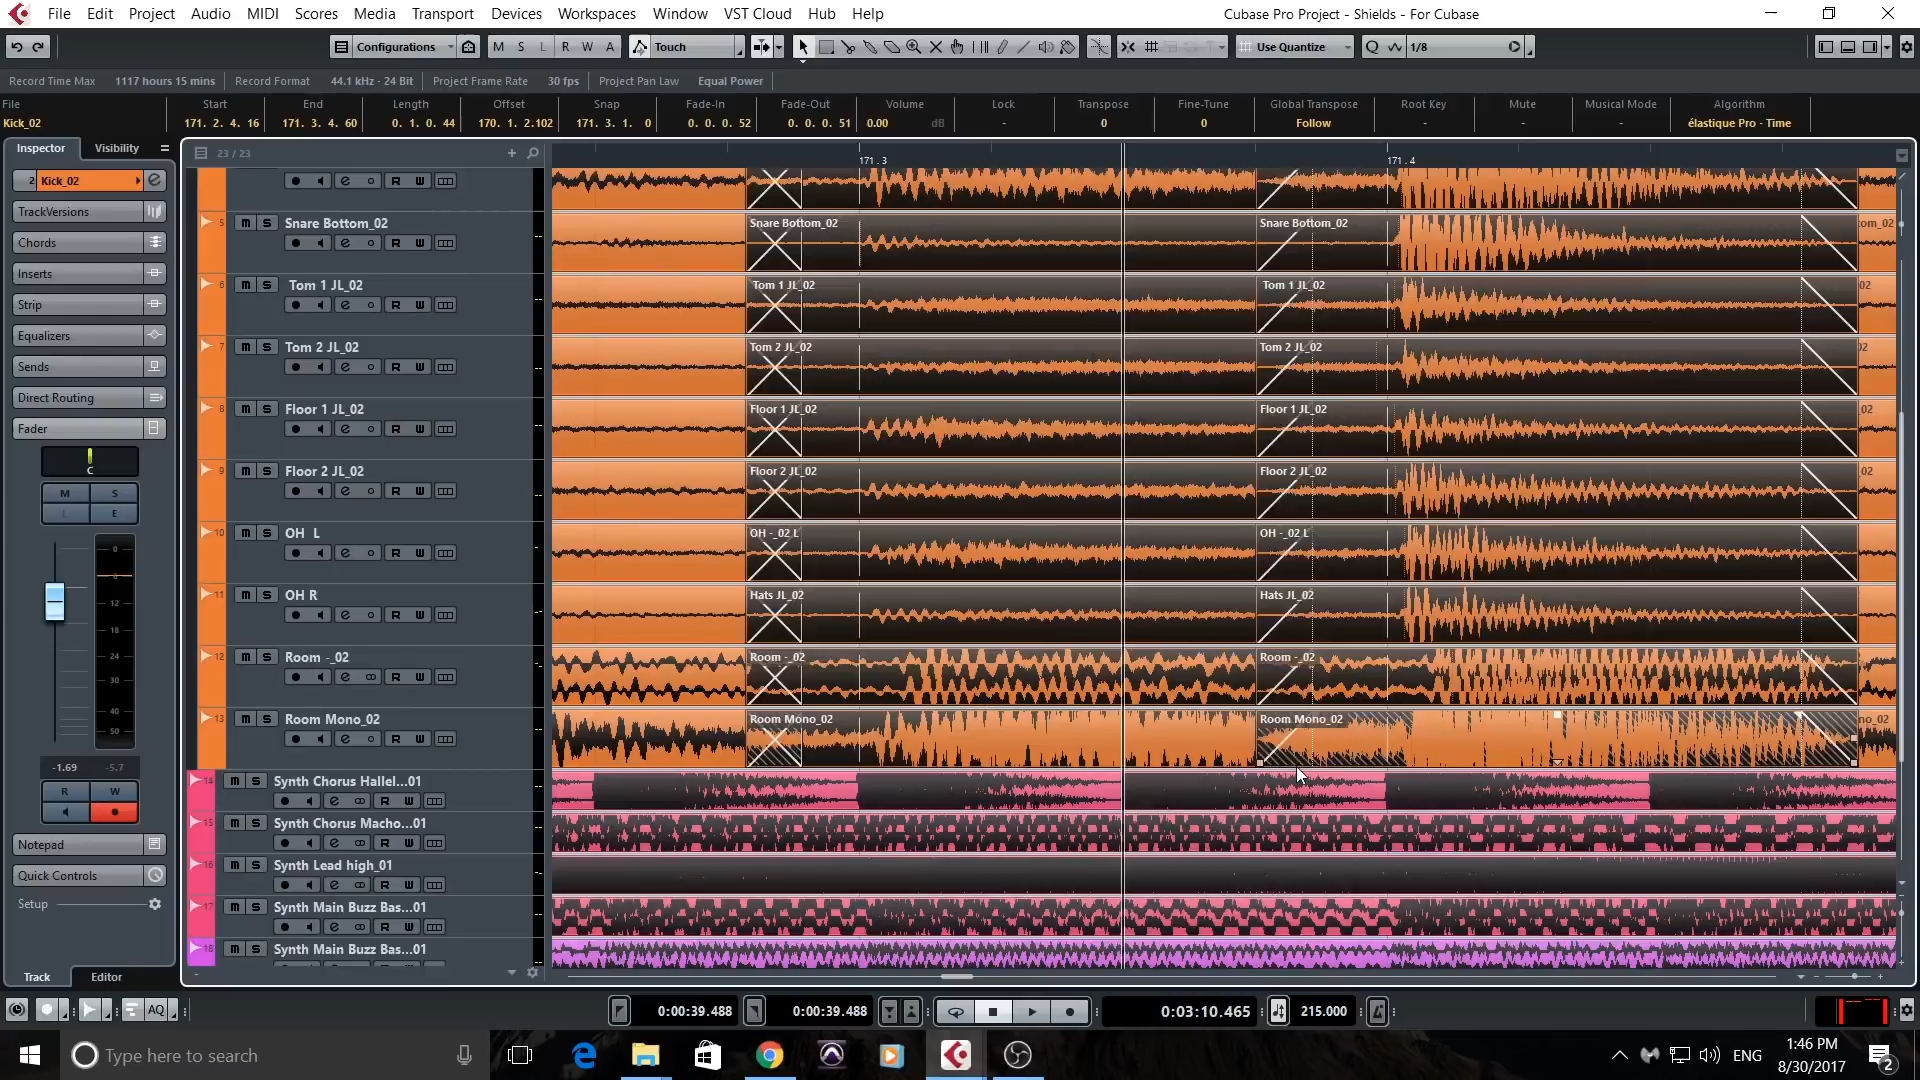 File Edit Project Audio MIDI Scores Media Transport Devices Workspaces Window VST Cloud Hub Help
Cubase Pro Project - Shields - For Cubase
Configurations M S L R W A Touch Use Quantize Q 1/8
Record Time Max 1117 hours 15 mins Record Format 44.1 kHz - 24 Bit Project Frame Rate 30 fps Project Pan Law Equal Power
File Start End Length Offset Snap Fade-In Fade-Out Volume Lock Transpose Fine-Tune Global Transpose Root Key Mute Musical Mode Algorithm
Kick_02 171. 2. 4. 16 171. 3. 4. 60 0. 1. 0. 44 170. 1. 2.102 171. 3. 1. 0 0. 0. 0. 52 0. 0. 0. 51 0.00 dB - 0 0 Follow - - - élastique Pro - Time
Inspector Visibility 23 / 23
171 . 3 171 . 4
2 Kick_02
TrackVersions
Chords
Inserts
Strip
Equalizers
Sends
Direct Routing
Fader
C
M S
L E
0
12
18
24
30
40
50
-1.69 -5.7
R W
Notepad
Quick Controls
Setup
Track Editor
R W
5 m S Snare Bottom_02
R W
Snare Bottom_02 Snare Bottom_02 om_02
6 m S Tom 1 JL_02
R W
Tom 1 JL_02 Tom 1 JL_02 02
7 m S Tom 2 JL_02
R W
Tom 2 JL_02 Tom 2 JL_02 02
8 m S Floor 1 JL_02
R W
Floor 1 JL_02 Floor 1 JL_02 _02
9 m S Floor 2 JL_02
R W
Floor 2 JL_02 Floor 2 JL_02 _02
10 m S OH L
R W
OH -_02 L OH -_02 L
11 m S OH R
R W
Hats JL_02 Hats JL_02
12 m S Room -_02
R W
Room -_02 Room -_02
13 m S Room Mono_02
R W
Room Mono_02 Room Mono_02 no_02
14 m S Synth Chorus Hallel...01
R W
15 m S Synth Chorus Macho...01
R W
16 m S Synth Lead high_01
R W
17 m S Synth Main Buzz Bas...01
R W
18 m S Synth Main Buzz Bas...01
AQ 0:00:39.488 0:00:39.488 0:03:10.465 215.000
Type here to search
ENG
1:46 PM
8/30/2017
2